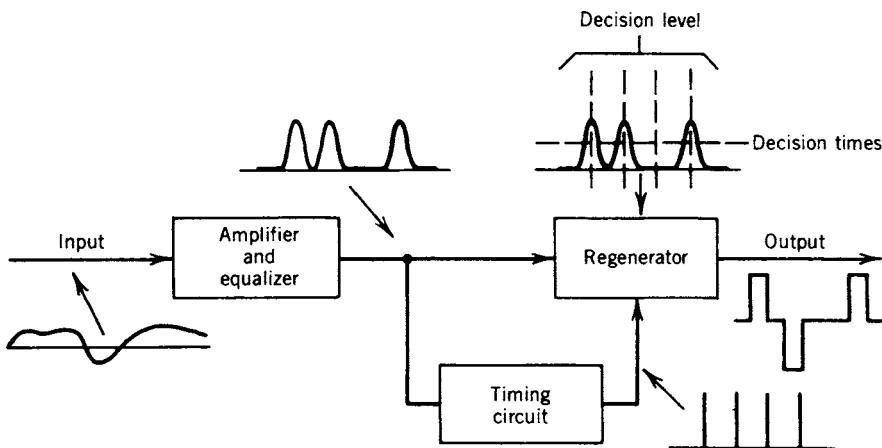 Decision level
Decision times
Input
Amplifier
and
equalizer
Regenerator
Output
Timing
circuit